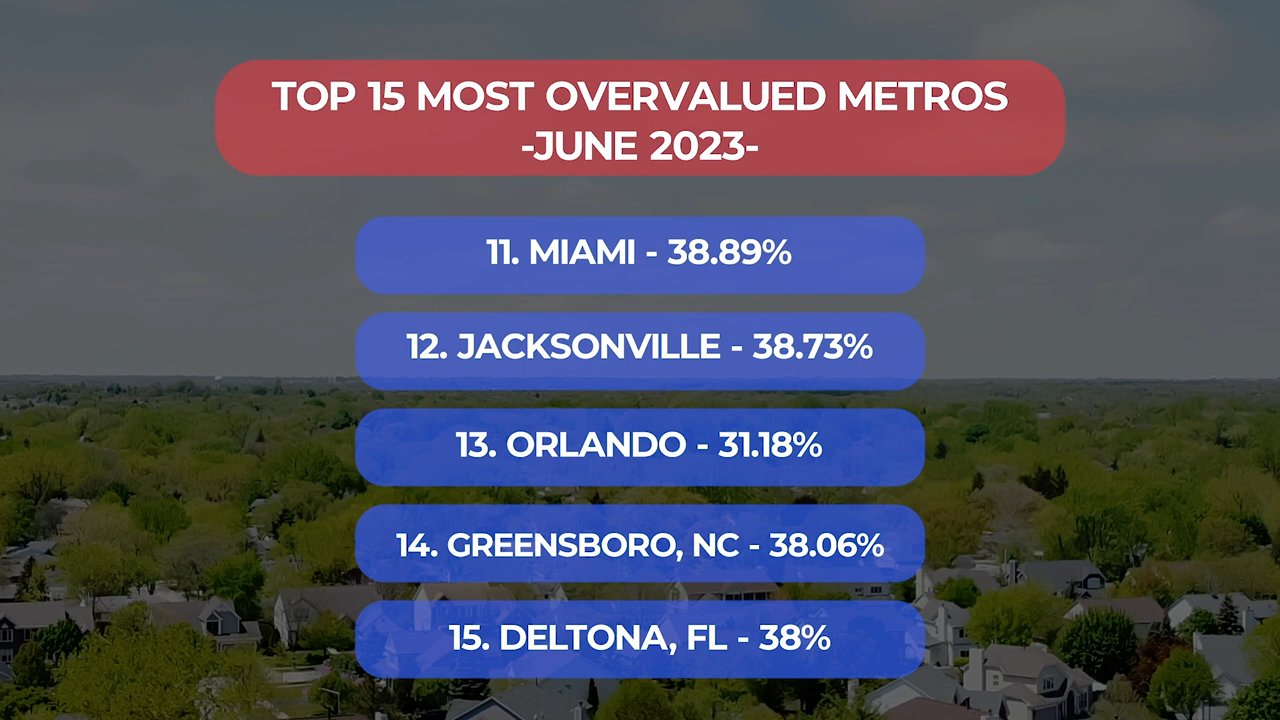 TOP 15 MOST OVERVALUED METROS
-JUNE 2023-
11. MIAMI - 38.89%
12. JACKSONVILLE - 38.73%
13. ORLANDO - 31.18%
14. GREENSBORO, NC - 38.06%
15. DELTONA, FL - 38%